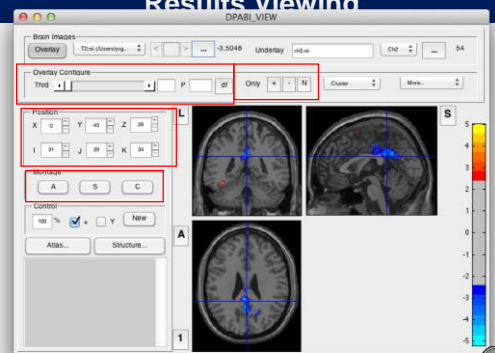 Results Viewing
DPABI_VIEW
Brain Images
Overlay < > ... -3.5048 Underlay ch2.nii Ch2 ... 54
Overlay Configure
Thrd P df Only + - N Cluster More...
Position
X 0 Y -43 Z 26
I 31 J 29 K 34
Montage
A S C
Control
100 % + Y New
Atlas... Structure...
L
S
A
1
5
4
3
2
-2
-3
-4
-5